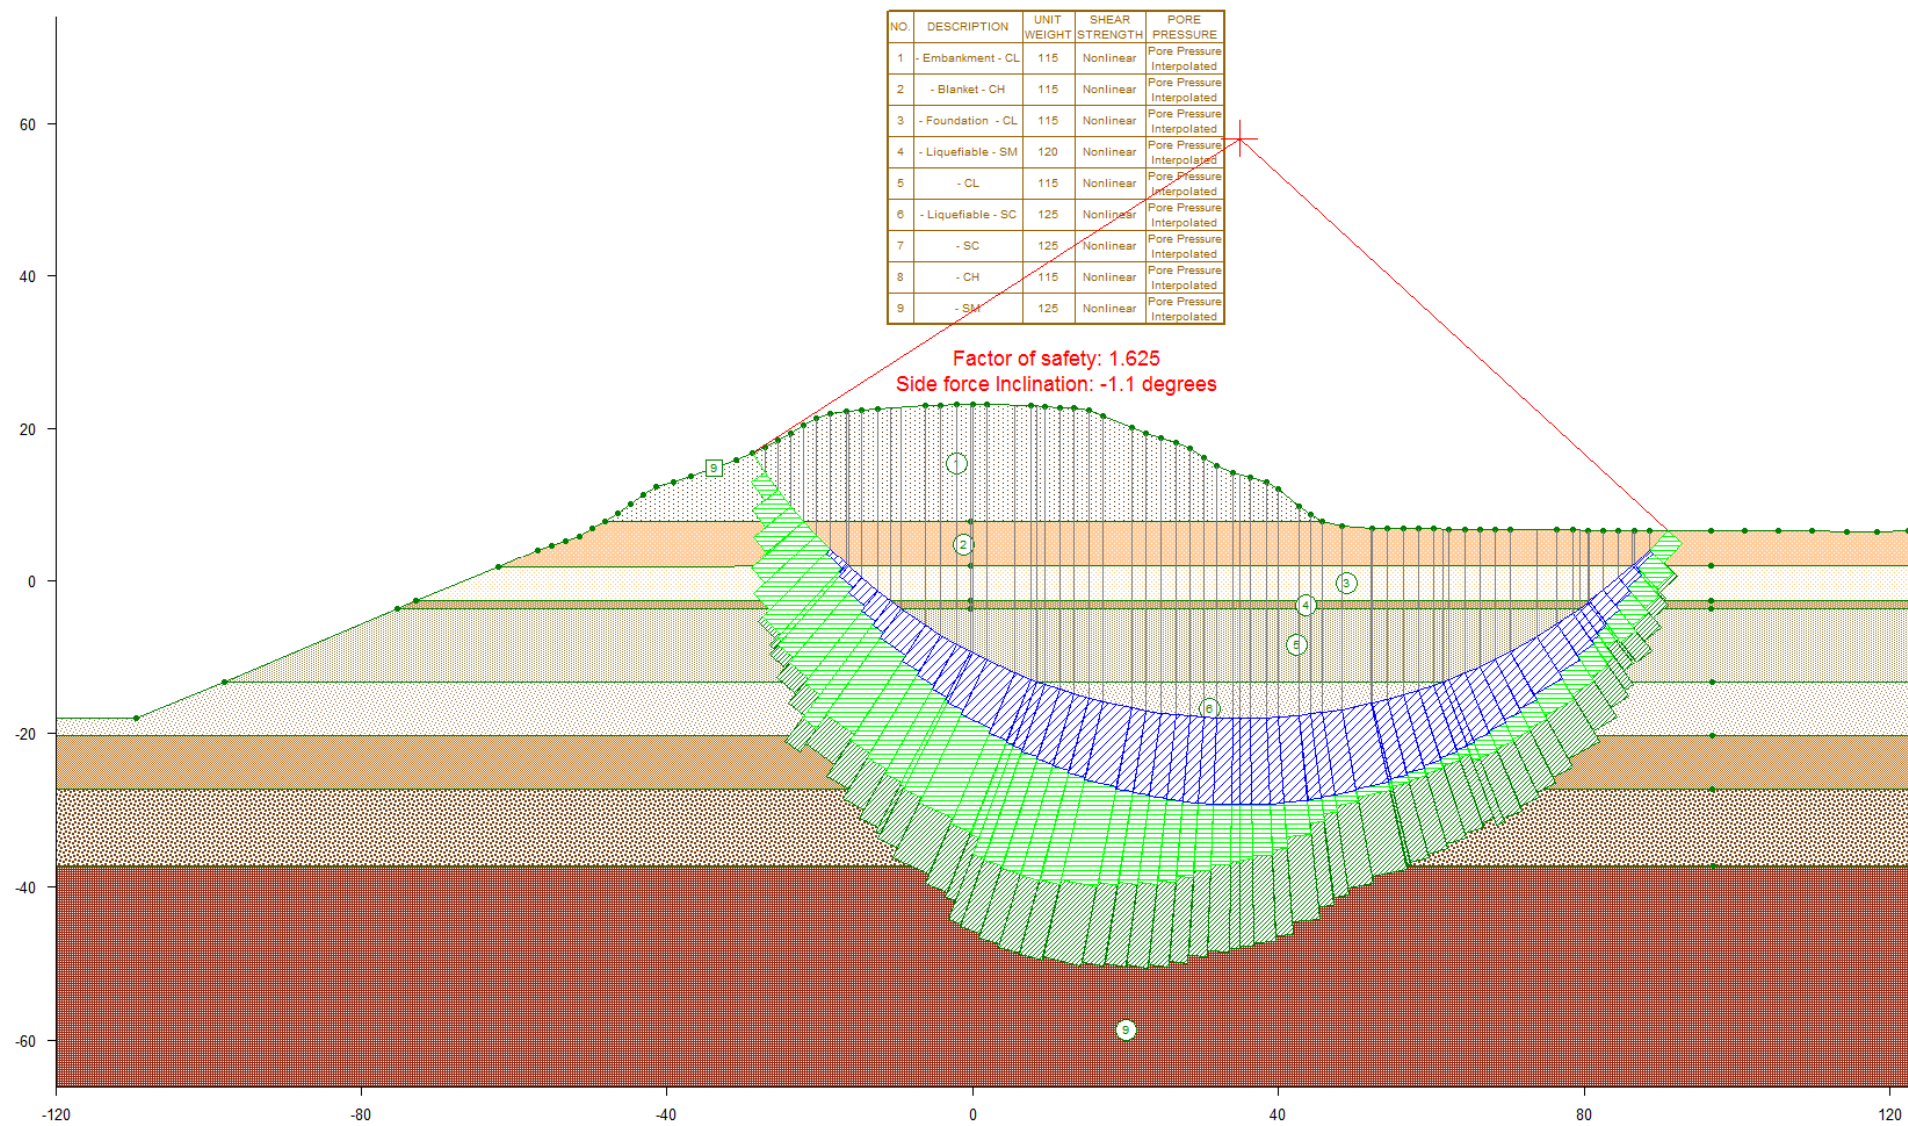 NO. DESCRIPTION UNIT WEIGHT SHEAR STRENGTH PORE PRESSURE
1 - Embankment - CL 115 Nonlinear Pore Pressure Interpolated
2 - Blanket - CH 115 Nonlinear Pore Pressure Interpolated
3 - Foundation - CL 115 Nonlinear Pore Pressure Interpolated
4 - Liquefiable - SM 120 Nonlinear Pore Pressure Interpolated
5 - CL 115 Nonlinear Pore Pressure Interpolated
6 - Liquefiable - SC 125 Nonlinear Pore Pressure Interpolated
7 - SC 125 Nonlinear Pore Pressure Interpolated
8 - CH 115 Nonlinear Pore Pressure Interpolated
9 - SM 125 Nonlinear Pore Pressure Interpolated
Factor of safety: 1.625
Side force Inclination: -1.1 degrees
60
40
20
0
-20
-40
-60
9
1
2
3
4
5
6
9
-120 -80 -40 0 40 80 120